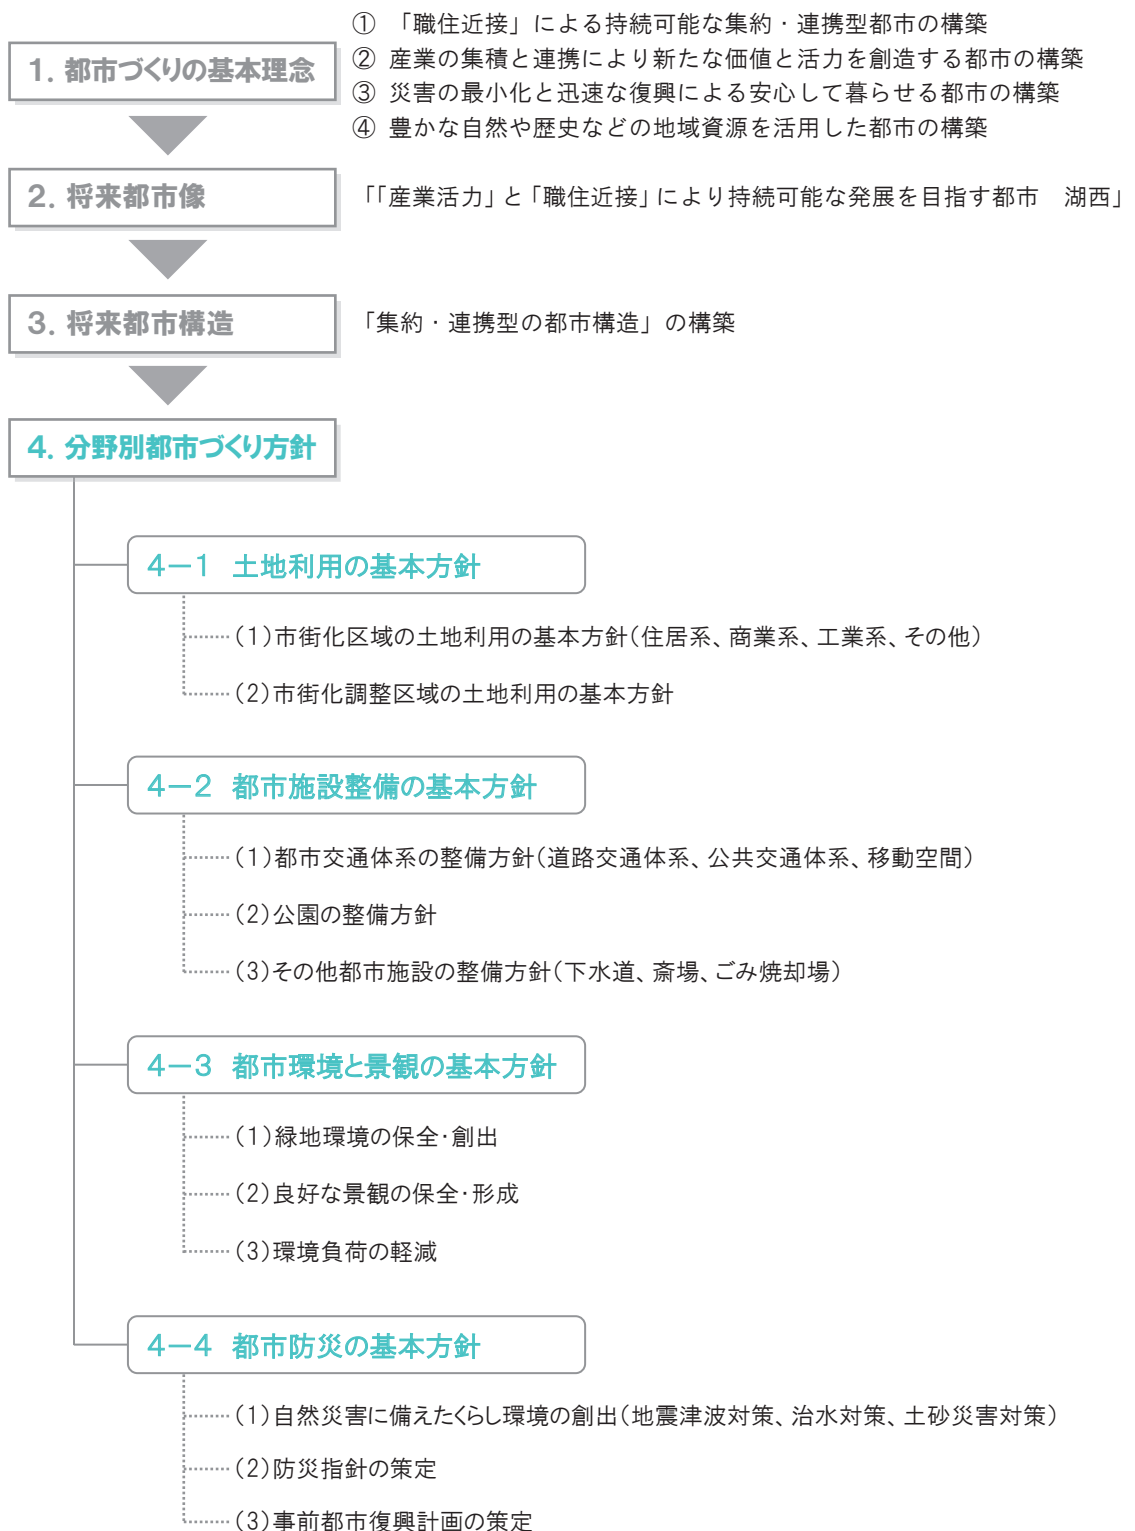 ① 「職住近接」による持続可能な集約・連携型都市の構築
1. 都市づくりの基本理念
② 産業の集積と連携により新たな価値と活力を創造する都市の構築
③ 災害の最小化と迅速な復興による安心して暮らせる都市の構築
④ 豊かな自然や歴史などの地域資源を活用した都市の構築
2. 将来都市像
「「産業活力」と「職住近接」により持続可能な発展を目指す都市　湖西」
3. 将来都市構造
「集約・連携型の都市構造」の構築
4. 分野別都市づくり方針
4－1 土地利用の基本方針
(1)市街化区域の土地利用の基本方針(住居系、商業系、工業系、その他)
(2)市街化調整区域の土地利用の基本方針
4－2 都市施設整備の基本方針
(1)都市交通体系の整備方針(道路交通体系、公共交通体系、移動空間)
(2)公園の整備方針
(3)その他都市施設の整備方針(下水道、斎場、ごみ焼却場)
4－3 都市環境と景観の基本方針
(1)緑地環境の保全・創出
(2)良好な景観の保全・形成
(3)環境負荷の軽減
4－4 都市防災の基本方針
(1)自然災害に備えたくらし環境の創出(地震津波対策、治水対策、土砂災害対策)
(2)防災指針の策定
(3)事前都市復興計画の策定